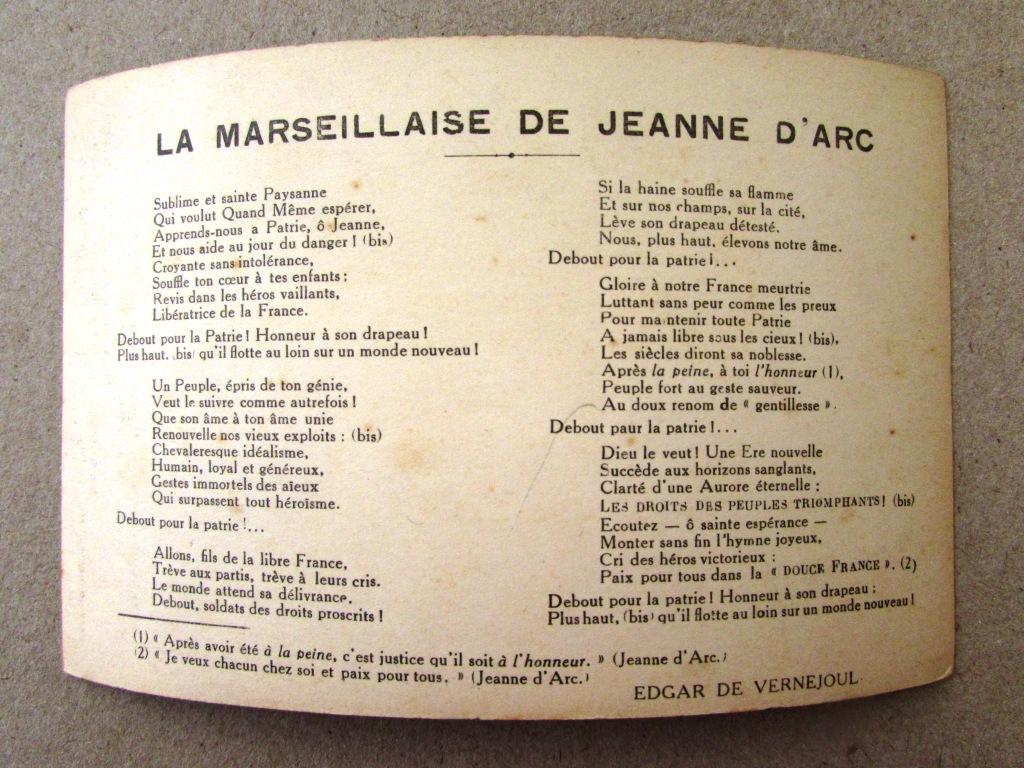 LA MARSEILLAISE DE JEANNE D'ARC
Sublime et sainte Paysanne
Qui voulut Quand Même espérer,
Apprends-nous a Patrie, ô Jeanne,
Et nous aide au jour du danger ! (bis)
Croyante sans intolérance,
Souffle ton cœur à tes enfants ;
Revis dans les héros vaillants,
Libératrice de la France.
Debout pour la Patrie ! Honneur à son drapeau !
Plus haut. (bis) qu'il flotte au loin sur un monde nouveau !
Un Peuple, épris de ton génie,
Veut le suivre comme autrefois !
Que son âme à ton âme unie
Renouvelle nos vieux exploits : (bis)
Chevaleresque idéalisme,
Humain, loyal et généreux,
Gestes immortels des aïeux
Qui surpassent tout héroïsme.
Debout pour la patrie !...
Allons, fils de la libre France,
Trêve aux partis, trêve à leurs cris.
Le monde attend sa délivrance.
Debout, soldats des droits proscrits !
Si la haine souffle sa flamme
Et sur nos champs, sur la cité,
Lève son drapeau détesté.
Nous, plus haut, élevons notre âme.
Debout pour la patrie !...
Gloire à notre France meurtrie
Luttant sans peur comme les preux
Pour maintenir toute Patrie
A jamais libre sous les cieux ! (bis),
Les siècles diront sa noblesse.
Après la peine, à toi l'honneur (1),
Peuple fort au geste sauveur.
Au doux renom de « gentillesse ».
Debout paur la patrie !...
Dieu le veut ! Une Ere nouvelle
Succède aux horizons sanglants,
Clarté d'une Aurore éternelle :
LES DROITS DES PEUPLES TRIOMPHANTS ! (bis)
Ecoutez — ô sainte espérance —
Monter sans fin l'hymne joyeux,
Cri des héros victorieux :
Paix pour tous dans la « DOUCE FRANCE ». (2)
Debout pour la patrie ! Honneur à son drapeau :
Plus haut, (bis) qu'il flotte au loin sur un monde nouveau !
(1) « Après avoir été à la peine, c'est justice qu'il soit à l'honneur. » (Jeanne d'Arc.)
(2) « Je veux chacun chez soi et paix pour tous. » (Jeanne d'Arc.)
EDGAR DE VERNEJOUL.